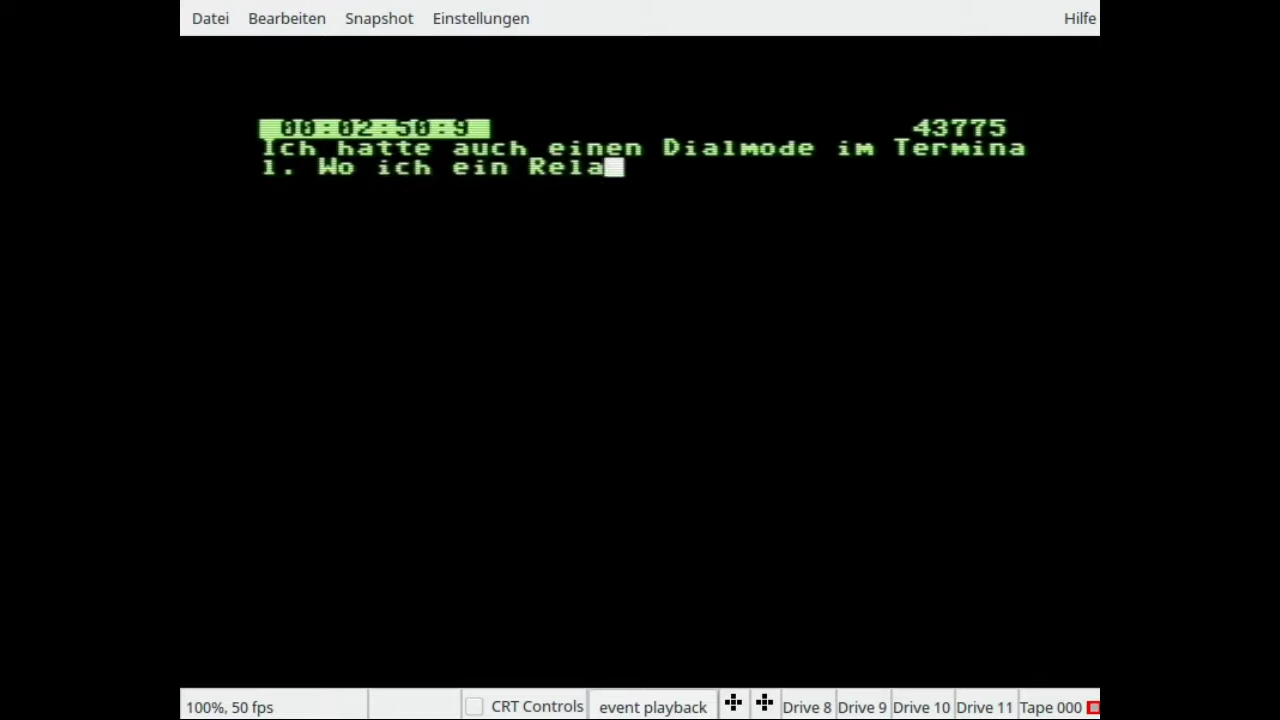 Datei Bearbeiten Snapshot Einstellungen Hilfe
00:02:50:9 43775
Ich hatte auch einen Dialmode im Termina
l. Wo ich ein Rela
100%, 50 fps CRT Controls event playback Drive 8 Drive 9 Drive 10 Drive 11 Tape 000